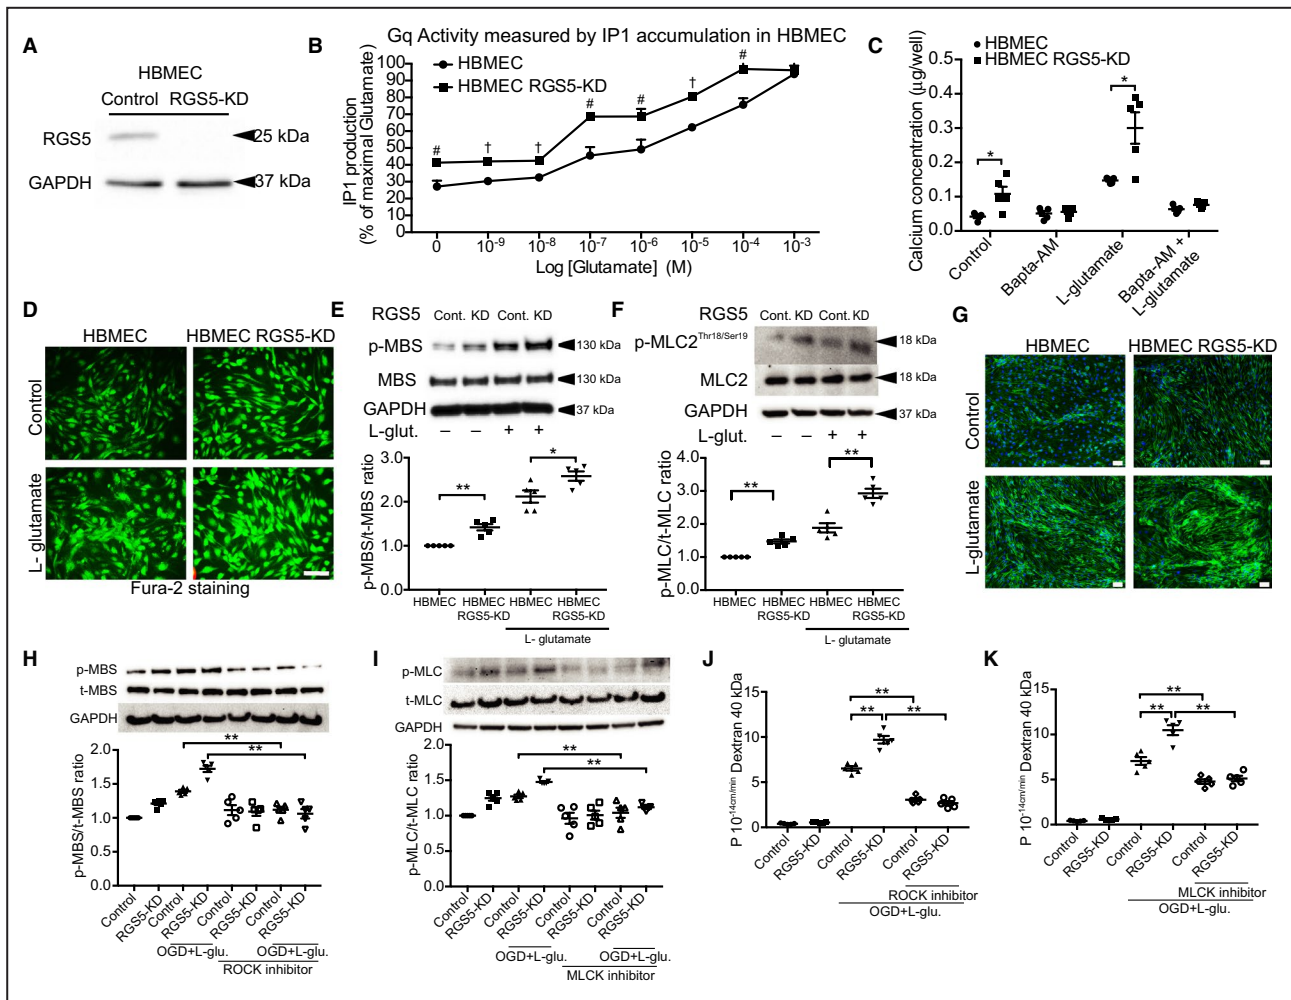 A
HBMEC
Control RGS5-KD
RGS5 25 kDa
GAPDH 37 kDa
B
Gq Activity measured by IP1 accumulation in HBMEC
HBMEC
HBMEC RGS5-KD
IP1 production
(% of maximal Glutamate)
100
90
80
70
60
50
40
30
20
10
0
# † † # # † #
0 10⁻⁹ 10⁻⁸ 10⁻⁷ 10⁻⁶ 10⁻⁵ 10⁻⁴ 10⁻³
Log [Glutamate] (M)
C
HBMEC
HBMEC RGS5-KD
Calcium concentration (µg/well)
0.5
0.4
0.3
0.2
0.1
0.0
* *
Control
Bapta-AM
L-glutamate
Bapta-AM +
L-glutamate
D
HBMEC HBMEC RGS5-KD
Control
L- glutamate
Fura-2 staining
E
RGS5 Cont. KD Cont. KD
p-MBS 130 kDa
MBS 130 kDa
GAPDH 37 kDa
L-glut. – – + +
p-MBS/t-MBS ratio
3.0
2.0
1.0
0.0
** *
HBMEC
HBMEC
RGS5-KD
HBMEC
HBMEC
RGS5-KD
L- glutamate
F
RGS5 Cont. KD Cont. KD
p-MLC2Thr18/Ser19 18 kDa
MLC2 18 kDa
GAPDH 37 kDa
L-glut. – – + +
p-MLC/t-MLC ratio
4.0
3.0
2.0
1.0
0.0
** **
HBMEC
HBMEC
RGS5-KD
HBMEC
HBMEC
RGS5-KD
L- glutamate
G
HBMEC HBMEC RGS5-KD
Control
L-glutamate
H
p-MBS
t-MBS
GAPDH
p-MBS/t-MBS ratio
2.0
1.5
1.0
0.5
0.0
**
**
Control
RGS5-KD
Control
RGS5-KD
Control
RGS5-KD
Control
RGS5-KD
OGD+L-glu. OGD+L-glu.
ROCK inhibitor
I
p-MLC
t-MLC
GAPDH
p-MLC/t-MLC ratio
2.0
1.5
1.0
0.5
0.0
**
**
Control
RGS5-KD
Control
RGS5-KD
Control
RGS5-KD
Control
RGS5-KD
OGD+L-glu. OGD+L-glu.
MLCK inhibitor
J
P 10⁻¹⁴cm/min Dextran 40 kDa
15
10
5
0
**
** **
Control
RGS5-KD
Control
RGS5-KD
Control
RGS5-KD
ROCK inhibitor
OGD+L-glu.
K
P 10⁻¹⁴cm/min Dextran 40 kDa
15
10
5
0
**
** **
Control
RGS5-KD
Control
RGS5-KD
Control
RGS5-KD
MLCK inhibitor
OGD+L-glu.